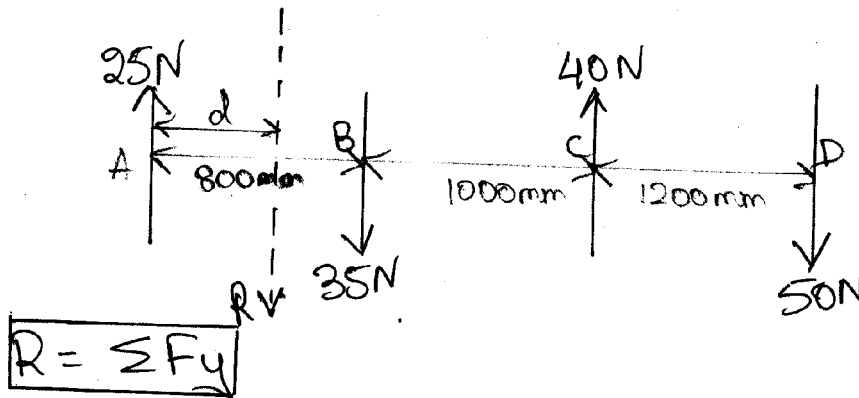 25N
40N
d
A
B
C
D
800mm
1000mm
1200mm
R
35N
50N
R = ΣFy